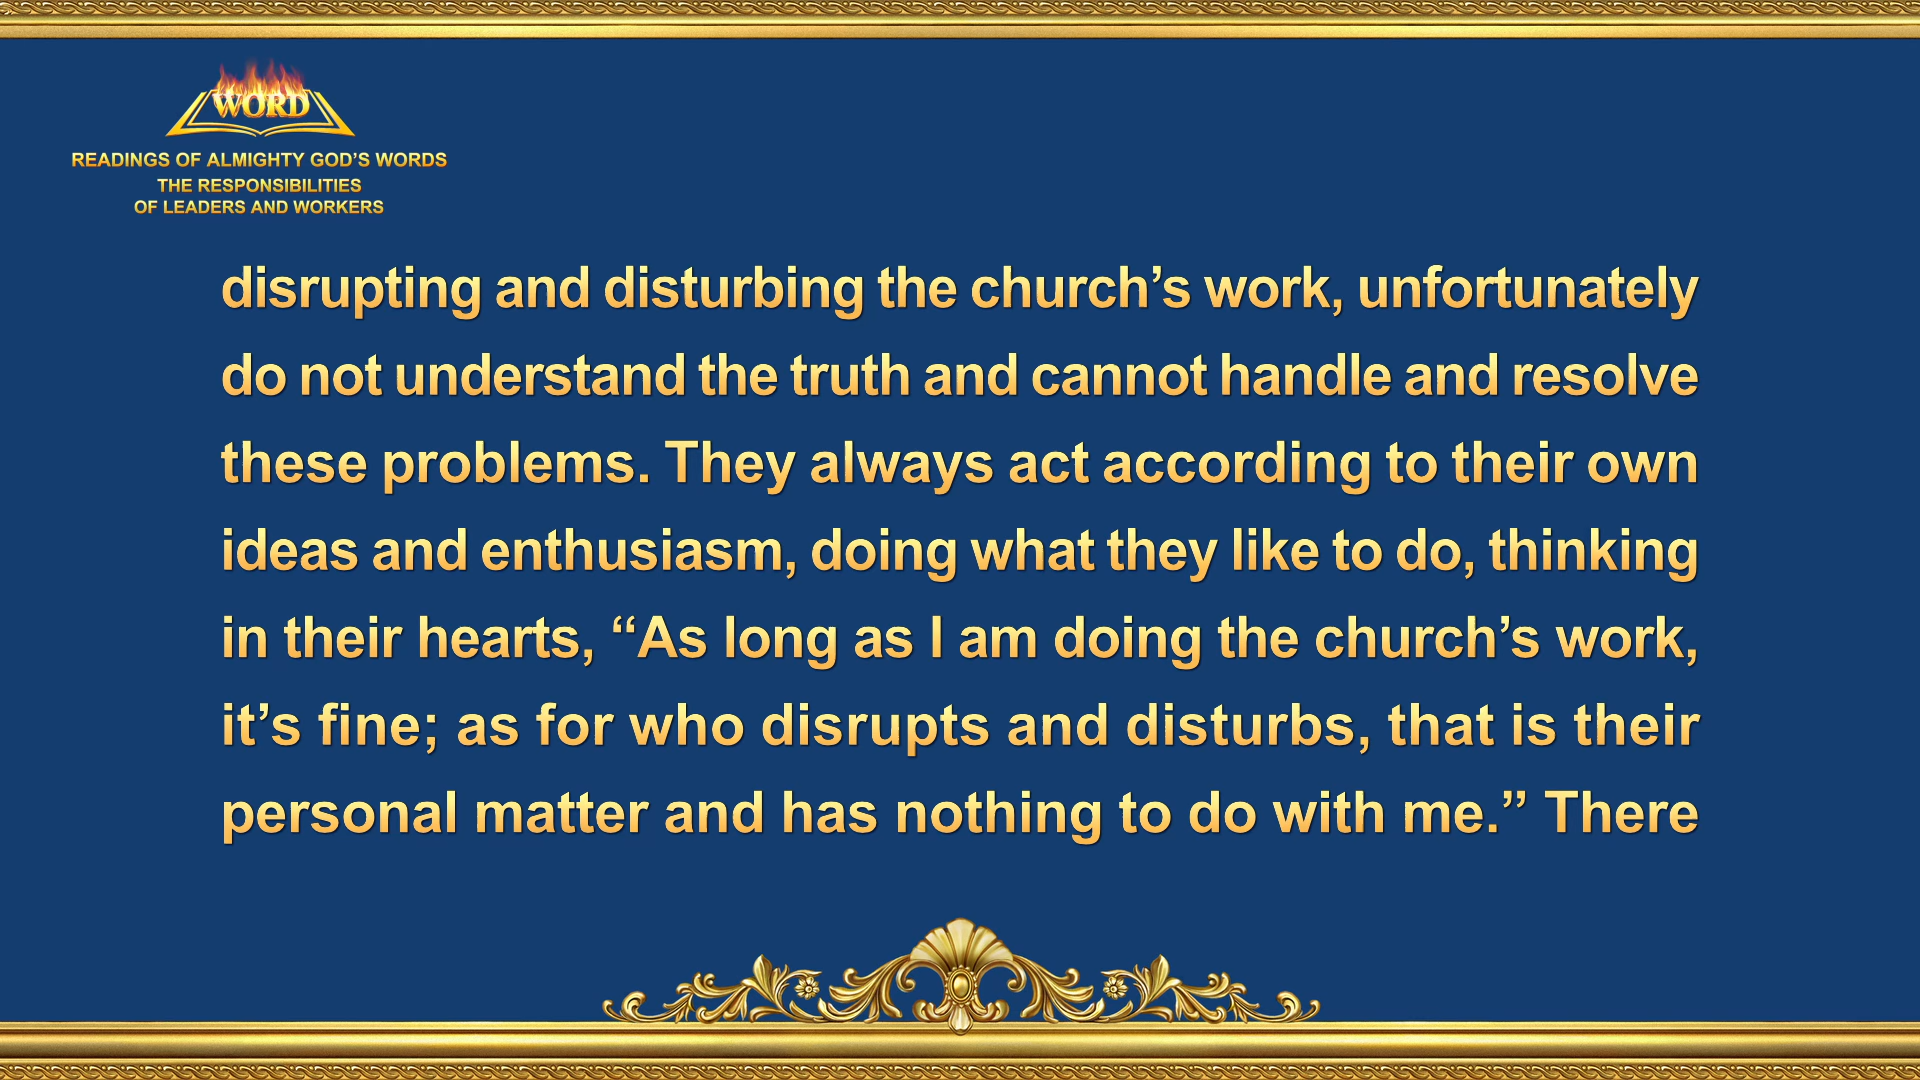 WORD
READINGS OF ALMIGHTY GOD’S WORDS
THE RESPONSIBILITIES
OF LEADERS AND WORKERS
disrupting and disturbing the church’s work, unfortunately
do not understand the truth and cannot handle and resolve
these problems. They always act according to their own
ideas and enthusiasm, doing what they like to do, thinking
in their hearts, “As long as I am doing the church’s work,
it’s fine; as for who disrupts and disturbs, that is their
personal matter and has nothing to do with me.” There